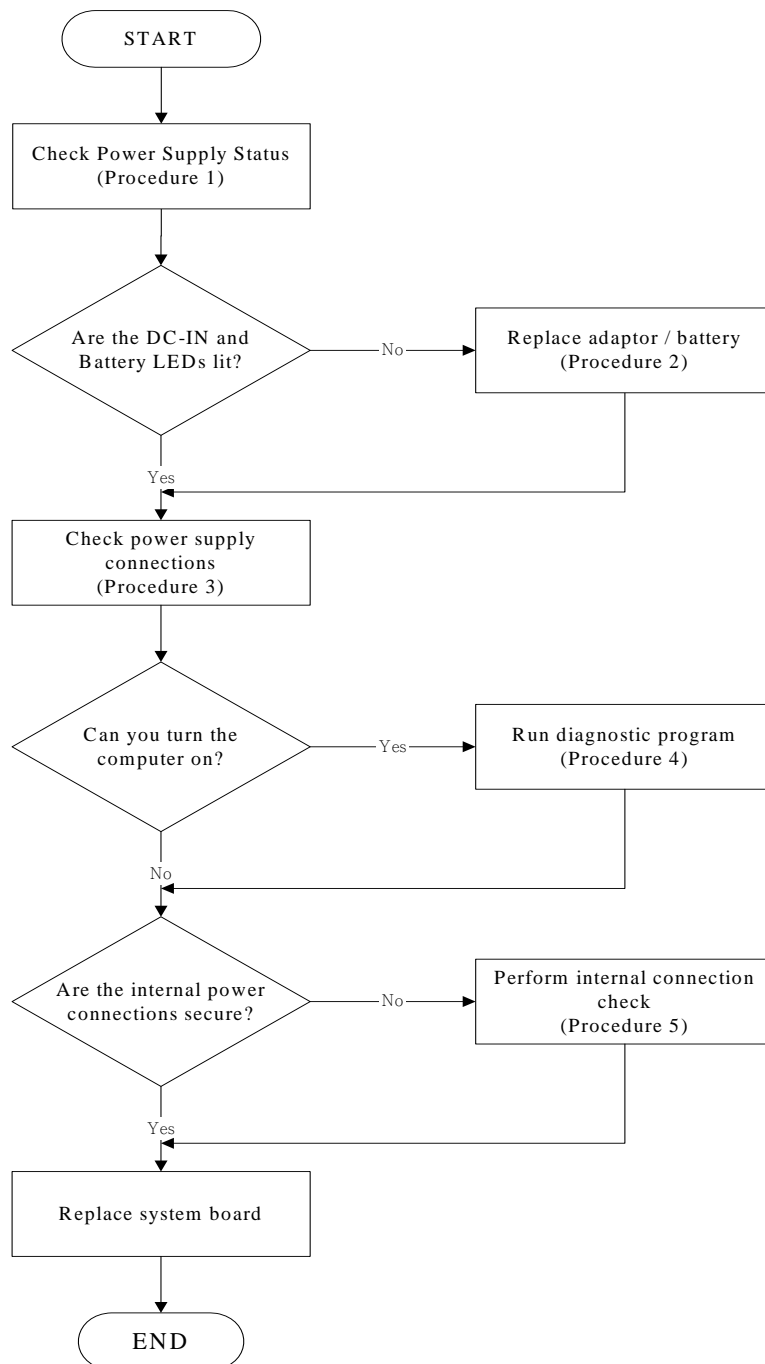 START
Check Power Supply Status
(Procedure 1)
Are the DC-IN and
Battery LEDs lit?
No
Replace adaptor / battery
(Procedure 2)
Yes
Check power supply
connections
(Procedure 3)
Can you turn the
computer on?
Yes
Run diagnostic program
(Procedure 4)
No
Are the internal power
connections secure?
No
Perform internal connection
check
(Procedure 5)
Yes
Replace system board
END